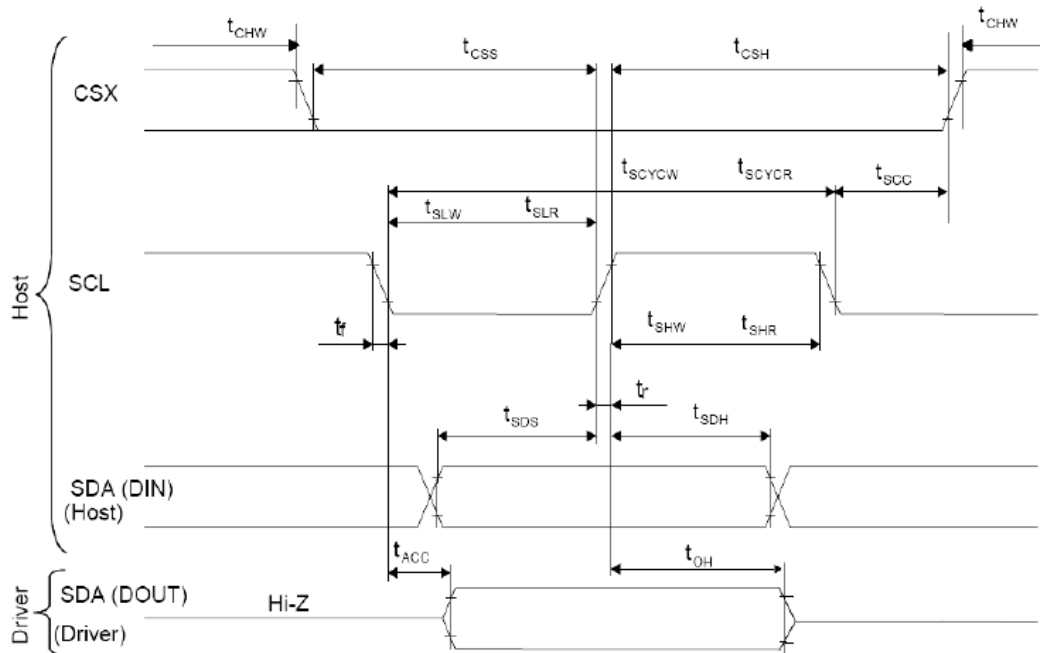 tCHW
tCSS
tCSH
tCHW
CSX
tSCYCW
tSCYCR
tSCC
tSLW
tSLR
Host
SCL
tf
tSHW
tSHR
tr
tSDS
tSDH
SDA (DIN)
(Host)
tACC
tOH
Driver
SDA (DOUT)
Hi-Z
(Driver)